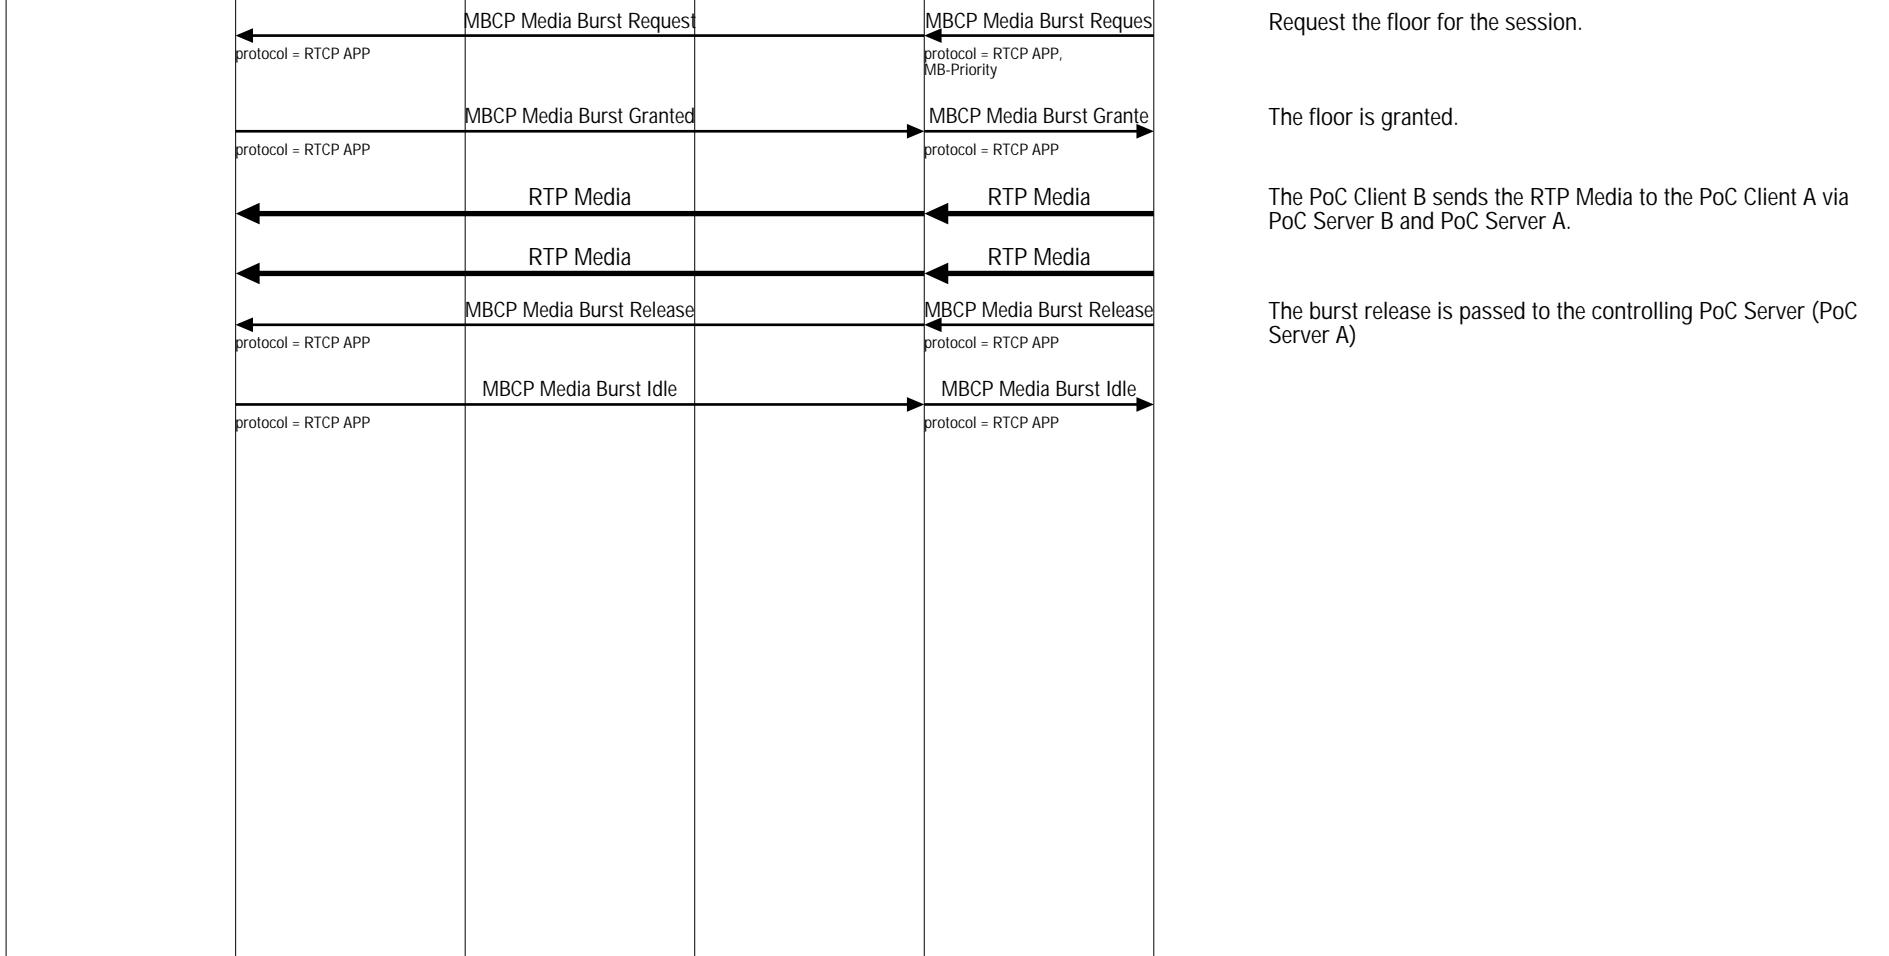 MBCP Media Burst Request
MBCP Media Burst Reques
Request the floor for the session.
protocol = RTCP APP
protocol = RTCP APP,
MB-Priority
MBCP Media Burst Granted
MBCP Media Burst Grante
The floor is granted.
protocol = RTCP APP
protocol = RTCP APP
RTP Media
RTP Media
The PoC Client B sends the RTP Media to the PoC Client A via
PoC Server B and PoC Server A.
RTP Media
RTP Media
MBCP Media Burst Release
MBCP Media Burst Release
The burst release is passed to the controlling PoC Server (PoC
Server A)
protocol = RTCP APP
protocol = RTCP APP
MBCP Media Burst Idle
MBCP Media Burst Idle
protocol = RTCP APP
protocol = RTCP APP